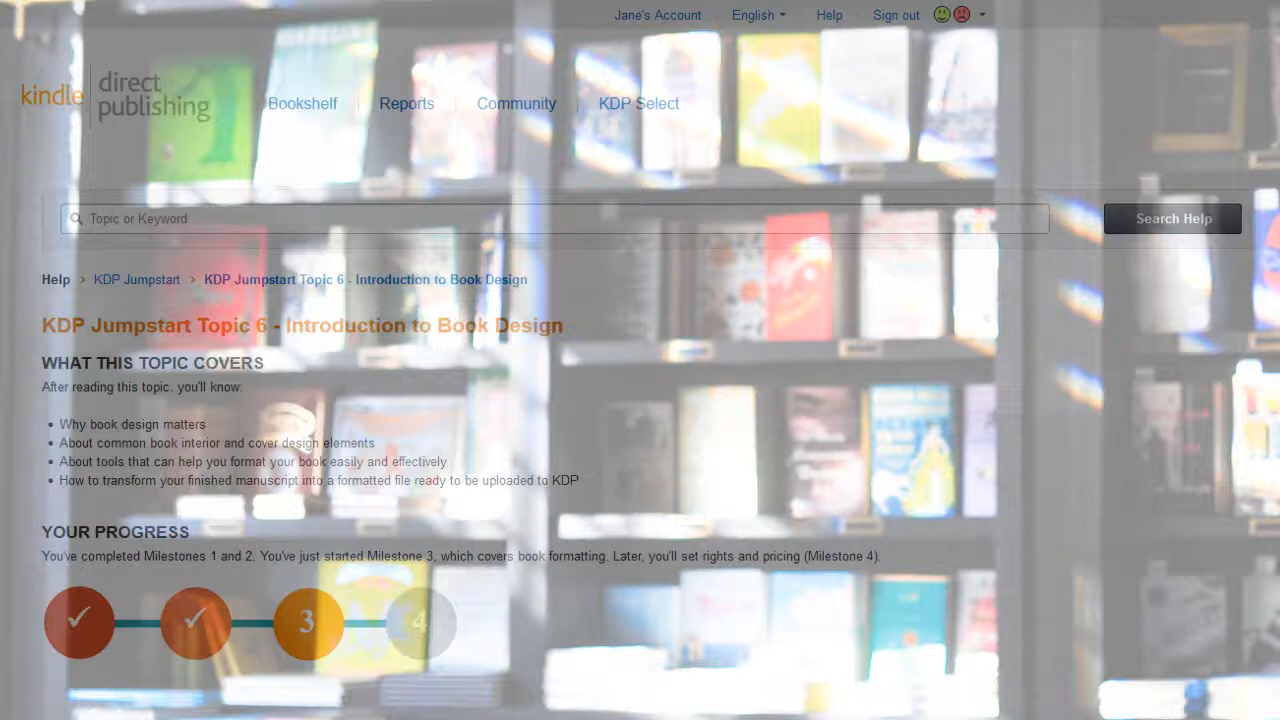 Jane's Account English Help Sign out
kindle direct publishing
Bookshelf Reports Community KDP Select
Topic or Keyword Search Help
Help › KDP Jumpstart › KDP Jumpstart Topic 6 - Introduction to Book Design
KDP Jumpstart Topic 6 - Introduction to Book Design
WHAT THIS TOPIC COVERS
After reading this topic, you'll know:
• Why book design matters
• About common book interior and cover design elements
• About tools that can help you format your book easily and effectively
• How to transform your finished manuscript into a formatted file ready to be uploaded to KDP
YOUR PROGRESS
You've completed Milestones 1 and 2. You've just started Milestone 3, which covers book formatting. Later, you'll set rights and pricing (Milestone 4).
✓ ✓ 3 4